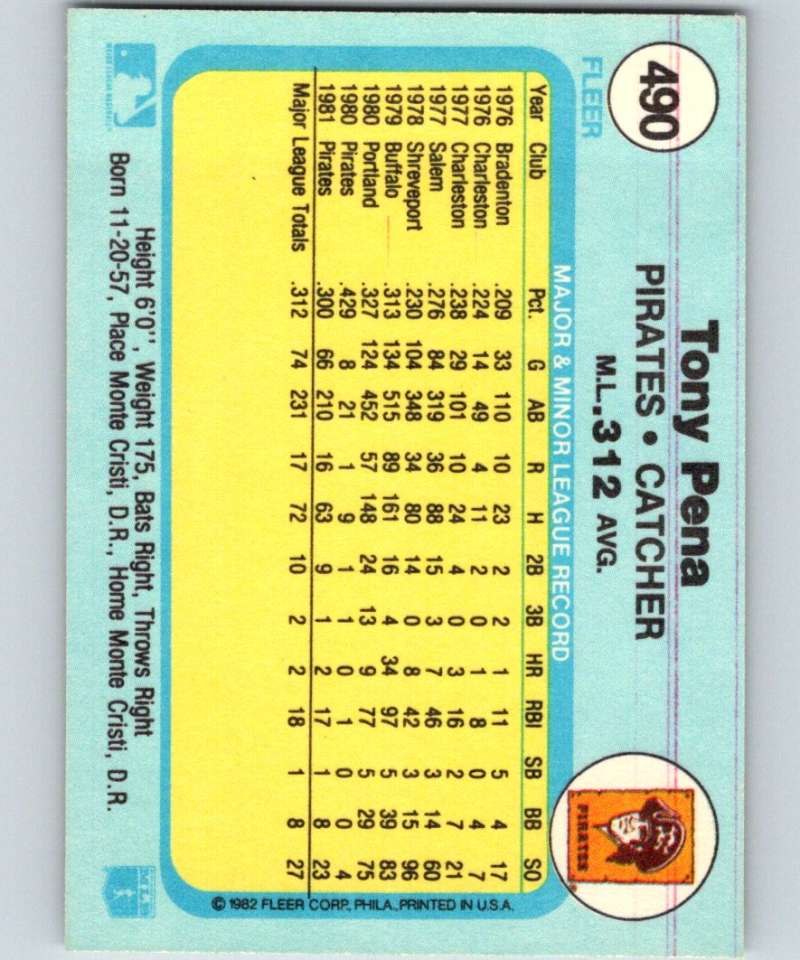 490
FLEER
Tony Pena
PIRATES • CATCHER
M.L. .312 AVG.
PIRATES
MAJOR & MINOR LEAGUE RECORD
Year Club Pct. G AB R H 2B 3B HR RBI SB BB SO
1976 Bradenton .209 33 110 10 23 2 2 1 11 5 4 17
1976 Charleston .224 14 49 4 11 2 0 1 8 0 4 7
1977 Charleston .238 29 101 10 24 4 0 3 16 2 7 21
1977 Salem .276 84 319 36 88 15 3 7 46 3 14 60
1978 Shreveport .230 104 348 34 80 14 0 8 42 3 15 96
1979 Buffalo .313 134 515 89 161 16 4 34 97 5 39 83
1980 Portland .327 124 452 57 148 24 13 9 77 5 29 75
1980 Pirates .429 8 21 1 9 1 1 0 1 0 0 4
1981 Pirates .300 66 210 16 63 9 1 2 17 1 8 23
Major League Totals .312 74 231 17 72 10 2 2 18 1 8 27
© 1982 FLEER CORP., PHILA., PRINTED IN U.S.A.
Height 6'0", Weight 175, Bats Right, Throws Right
Born 11-20-57, Place Monte Cristi, D.R., Home Monte Cristi, D.R.